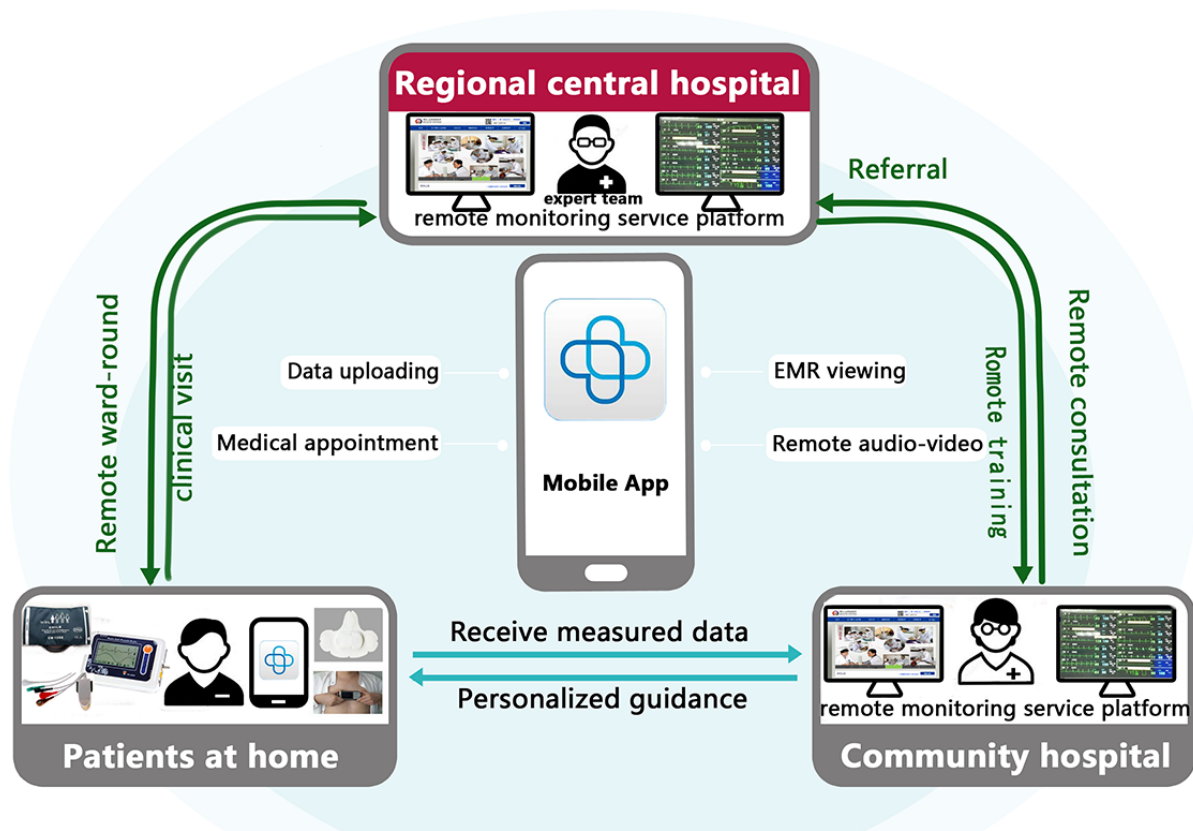 Regional central hospital
expert team
remote monitoring service platform
Referral
Remote ward-round
clinical visit
Data uploading
Medical appointment
EMR viewing
Remote audio-video
Mobile App
Romote training
Remote consultation
Receive measured data
Personalized guidance
Patients at home
remote monitoring service platform
Community hospital